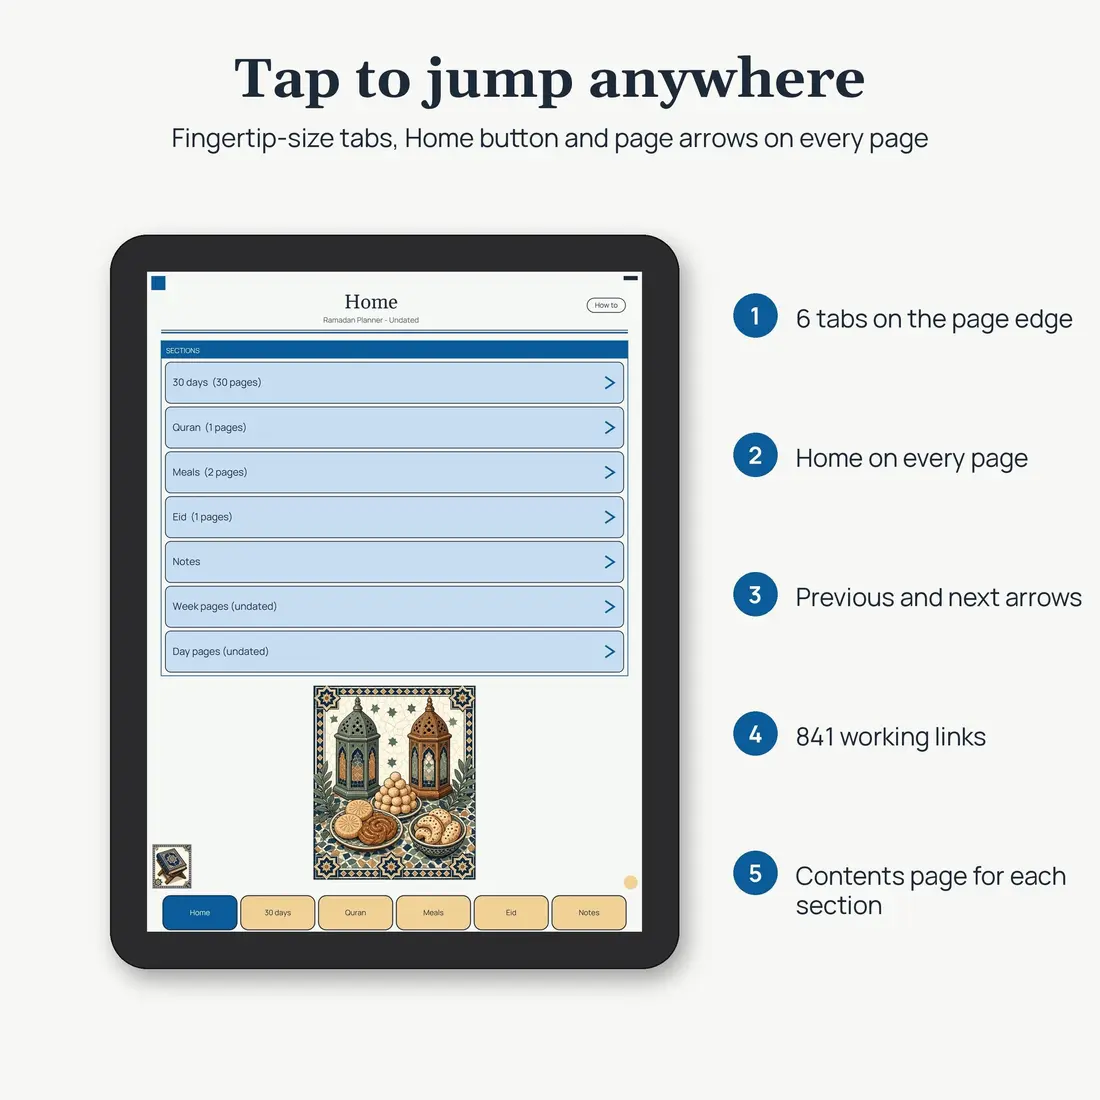 Tap to jump anywhere
Fingertip-size tabs, Home button and page arrows on every page
Home
How to
Ramadan Planner - Undated
SECTIONS
30 days (30 pages)
Quran (1 pages)
Meals (2 pages)
Eid (1 pages)
Notes
Week pages (undated)
Day pages (undated)
Home
30 days
Quran
Meals
Eid
Notes
1 6 tabs on the page edge
2 Home on every page
3 Previous and next arrows
4 841 working links
5 Contents page for each
section